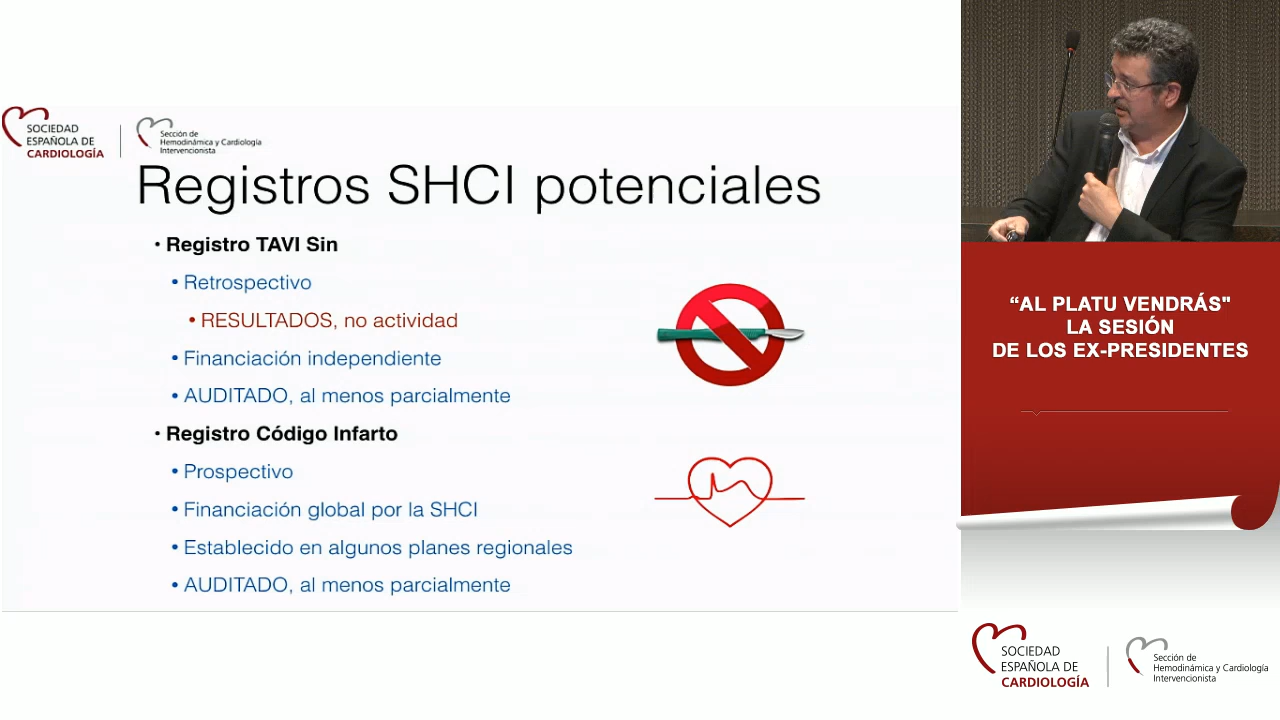 SOCIEDAD
ESPAÑOLA DE
CARDIOLOGÍA
Sección de
Hemodinámica y Cardiología
Intervencionista
Registros SHCI potenciales
• Registro TAVI Sin
• Retrospectivo
• RESULTADOS, no actividad
• Financiación independiente
• AUDITADO, al menos parcialmente
• Registro Código Infarto
• Prospectivo
• Financiación global por la SHCI
• Establecido en algunos planes regionales
• AUDITADO, al menos parcialmente
“AL PLATU VENDRÁS"
LA SESIÓN
DE LOS EX-PRESIDENTES
SOCIEDAD
ESPAÑOLA DE
CARDIOLOGÍA
Sección de
Hemodinámica y Cardiología
Intervencionista